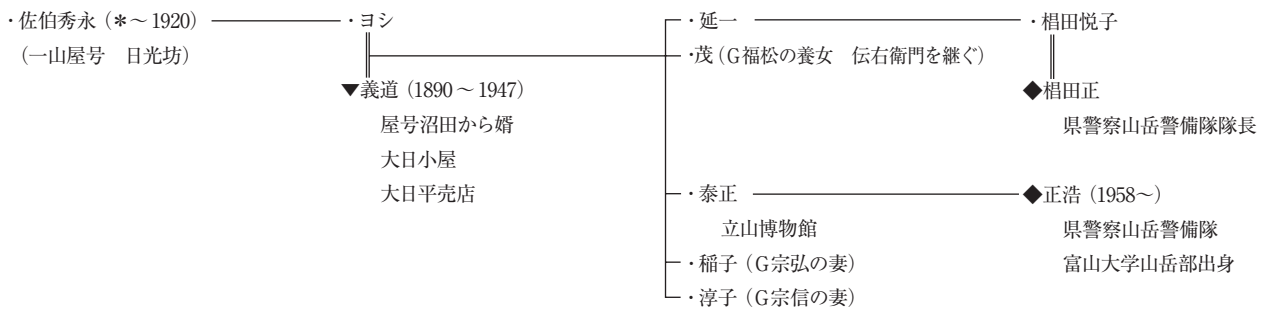 ・佐伯秀永（＊～1920）
（一山屋号　日光坊）
・ヨシ
▼義道（1890～1947）
屋号沼田から婿
大日小屋
大日平売店
・延一
・茂（G福松の養女　伝右衛門を継ぐ）
・泰正
立山博物館
・稲子（G宗弘の妻）
・淳子（G宗信の妻）
・椙田悦子
◆椙田正
県警察山岳警備隊隊長
◆正浩（1958～）
県警察山岳警備隊
富山大学山岳部出身